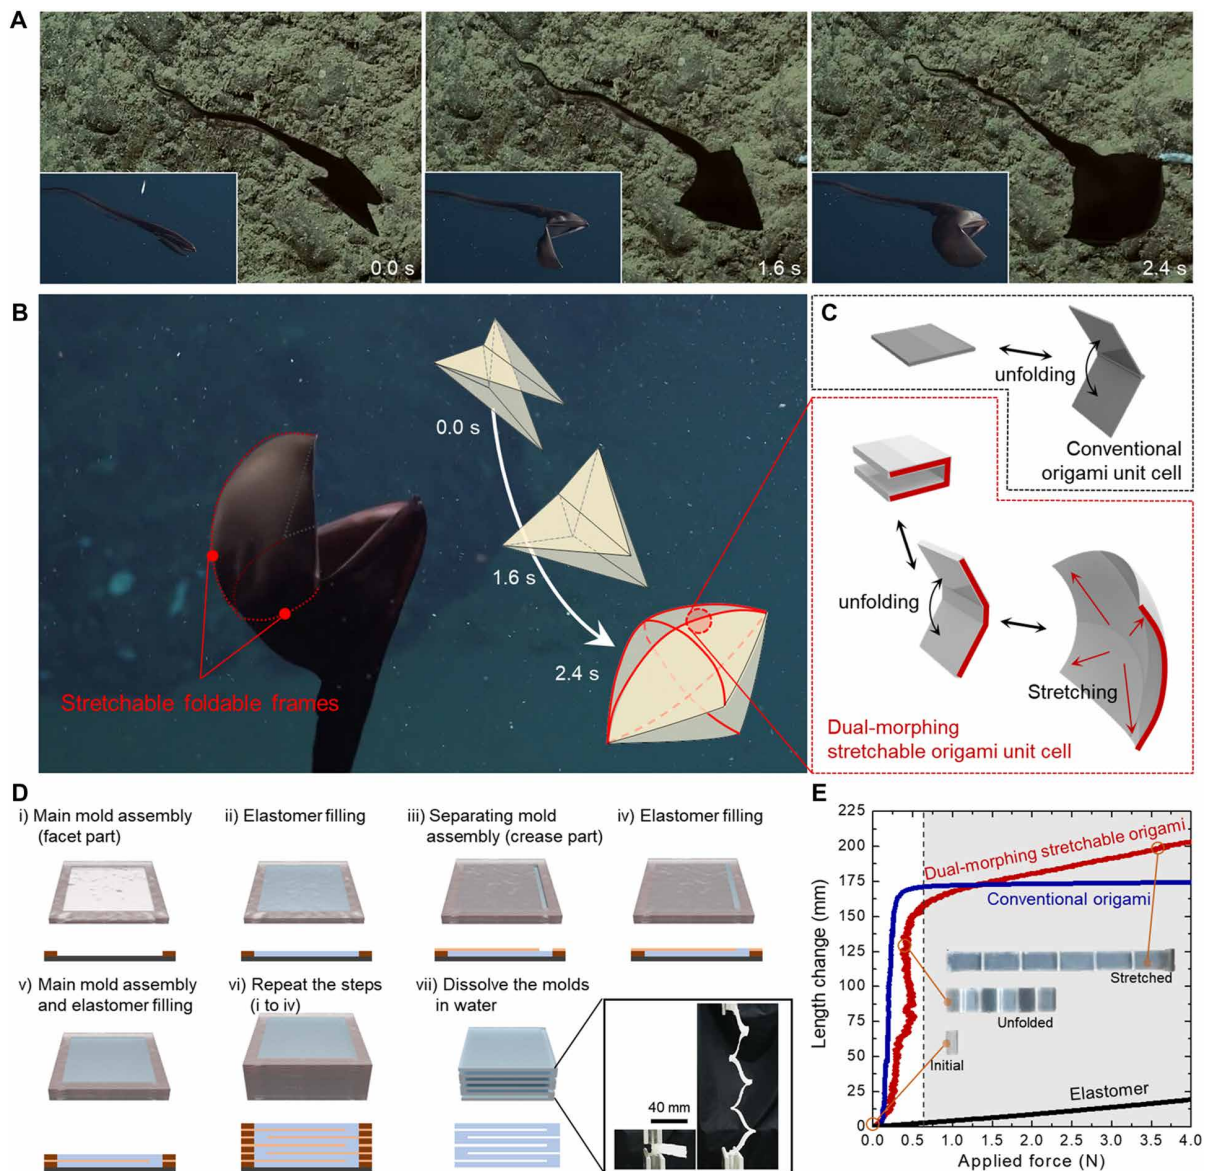 A
0.0 s
1.6 s
2.4 s
B
0.0 s
1.6 s
2.4 s
Stretchable foldable frames
C
unfolding
Conventional
origami unit cell
unfolding
Stretching
Dual-morphing
stretchable origami unit cell
D
i) Main mold assembly
(facet part)
ii) Elastomer filling
iii) Separating mold
assembly (crease part)
iv) Elastomer filling
v) Main mold assembly
and elastomer filling
vi) Repeat the steps
(i to iv)
vii) Dissolve the molds
in water
40 mm
E
225
200
175
150
125
100
75
50
25
0
Length change (mm)
Dual-morphing stretchable origami
Conventional origami
Stretched
Unfolded
Initial
Elastomer
0.0 0.5 1.0 1.5 2.0 2.5 3.0 3.5 4.0
Applied force (N)